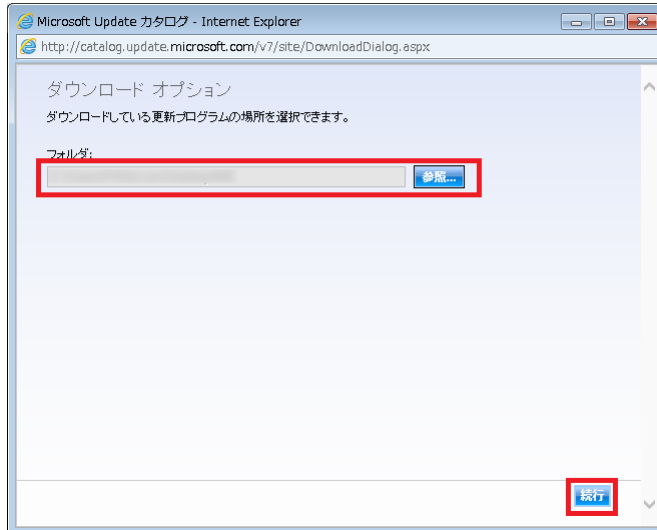 Microsoft Update カタログ - Internet Explorer
http://catalog.update.microsoft.com/v7/site/DownloadDialog.aspx
ダウンロード オプション
ダウンロードしている更新プログラムの場所を選択できます。
フォルダ:
参照...
続行